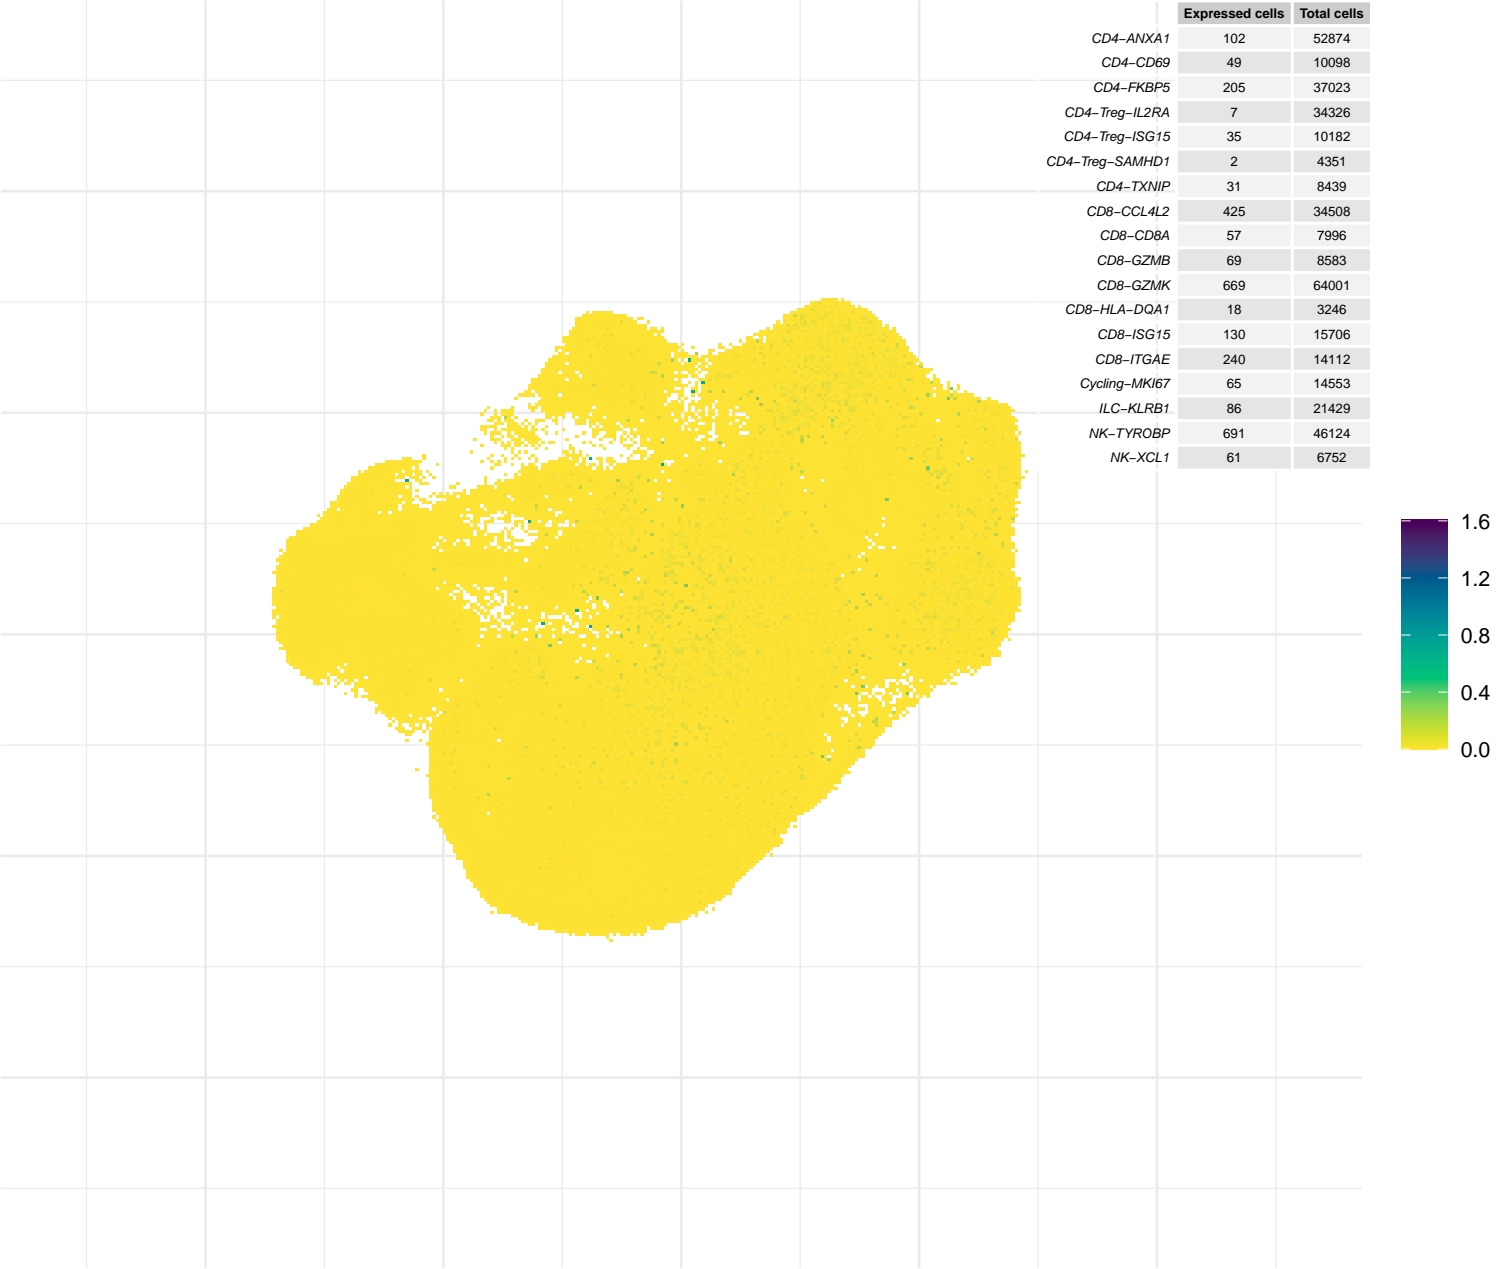 Expressed cells Total cells
CD4−ANXA1 102 52874
CD4−CD69 49 10098
CD4−FKBP5 205 37023
CD4−Treg−IL2RA 7 34326
CD4−Treg−ISG15 35 10182
CD4−Treg−SAMHD1 2 4351
CD4−TXNIP 31 8439
CD8−CCL4L2 425 34508
CD8−CD8A 57 7996
CD8−GZMB 69 8583
CD8−GZMK 669 64001
CD8−HLA−DQA1 18 3246
CD8−ISG15 130 15706
CD8−ITGAE 240 14112
Cycling−MKI67 65 14553
ILC−KLRB1 86 21429
NK−TYROBP 691 46124
NK−XCL1 61 6752
1.6
1.2
0.8
0.4
0.0